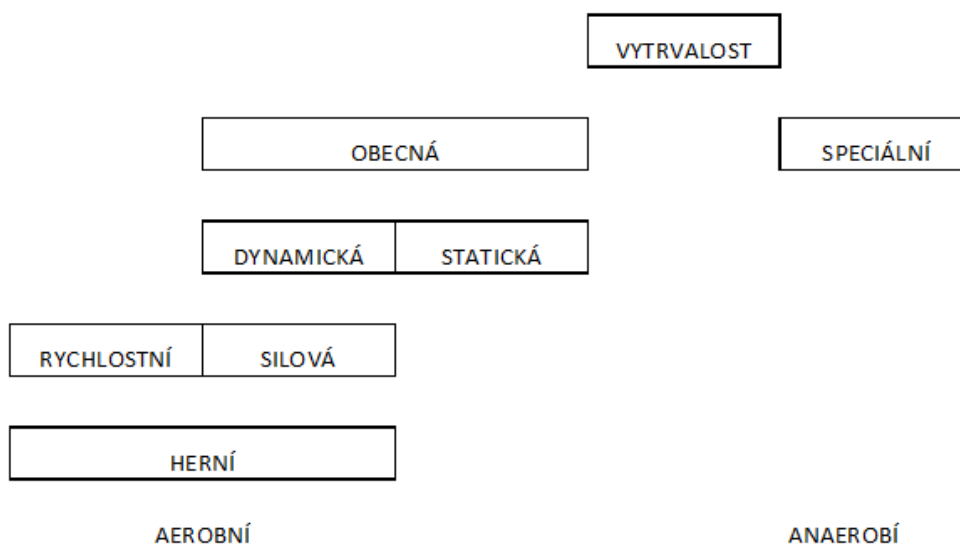 VYTRVALOST
OBECNÁ SPECIÁLNÍ
DYNAMICKÁ STATICKÁ
RYCHLOSTNÍ SILOVÁ
HERNÍ
AEROBNÍ ANAEROBÍ